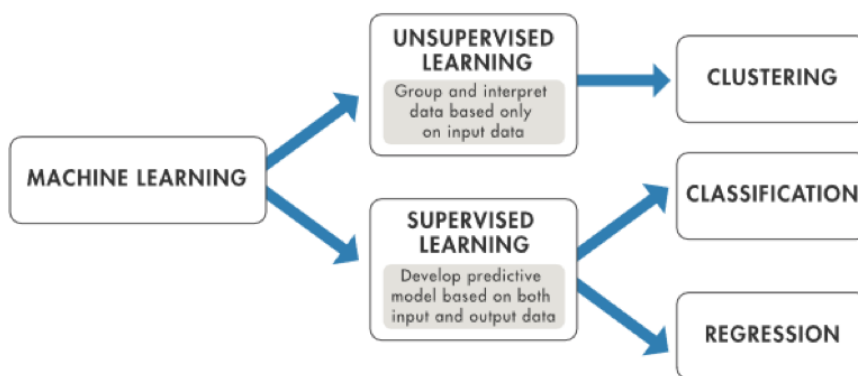 MACHINE LEARNING
UNSUPERVISED
LEARNING
Group and interpret
data based only
on input data
CLUSTERING
SUPERVISED
LEARNING
Develop predictive
model based on both
input and output data
CLASSIFICATION
REGRESSION